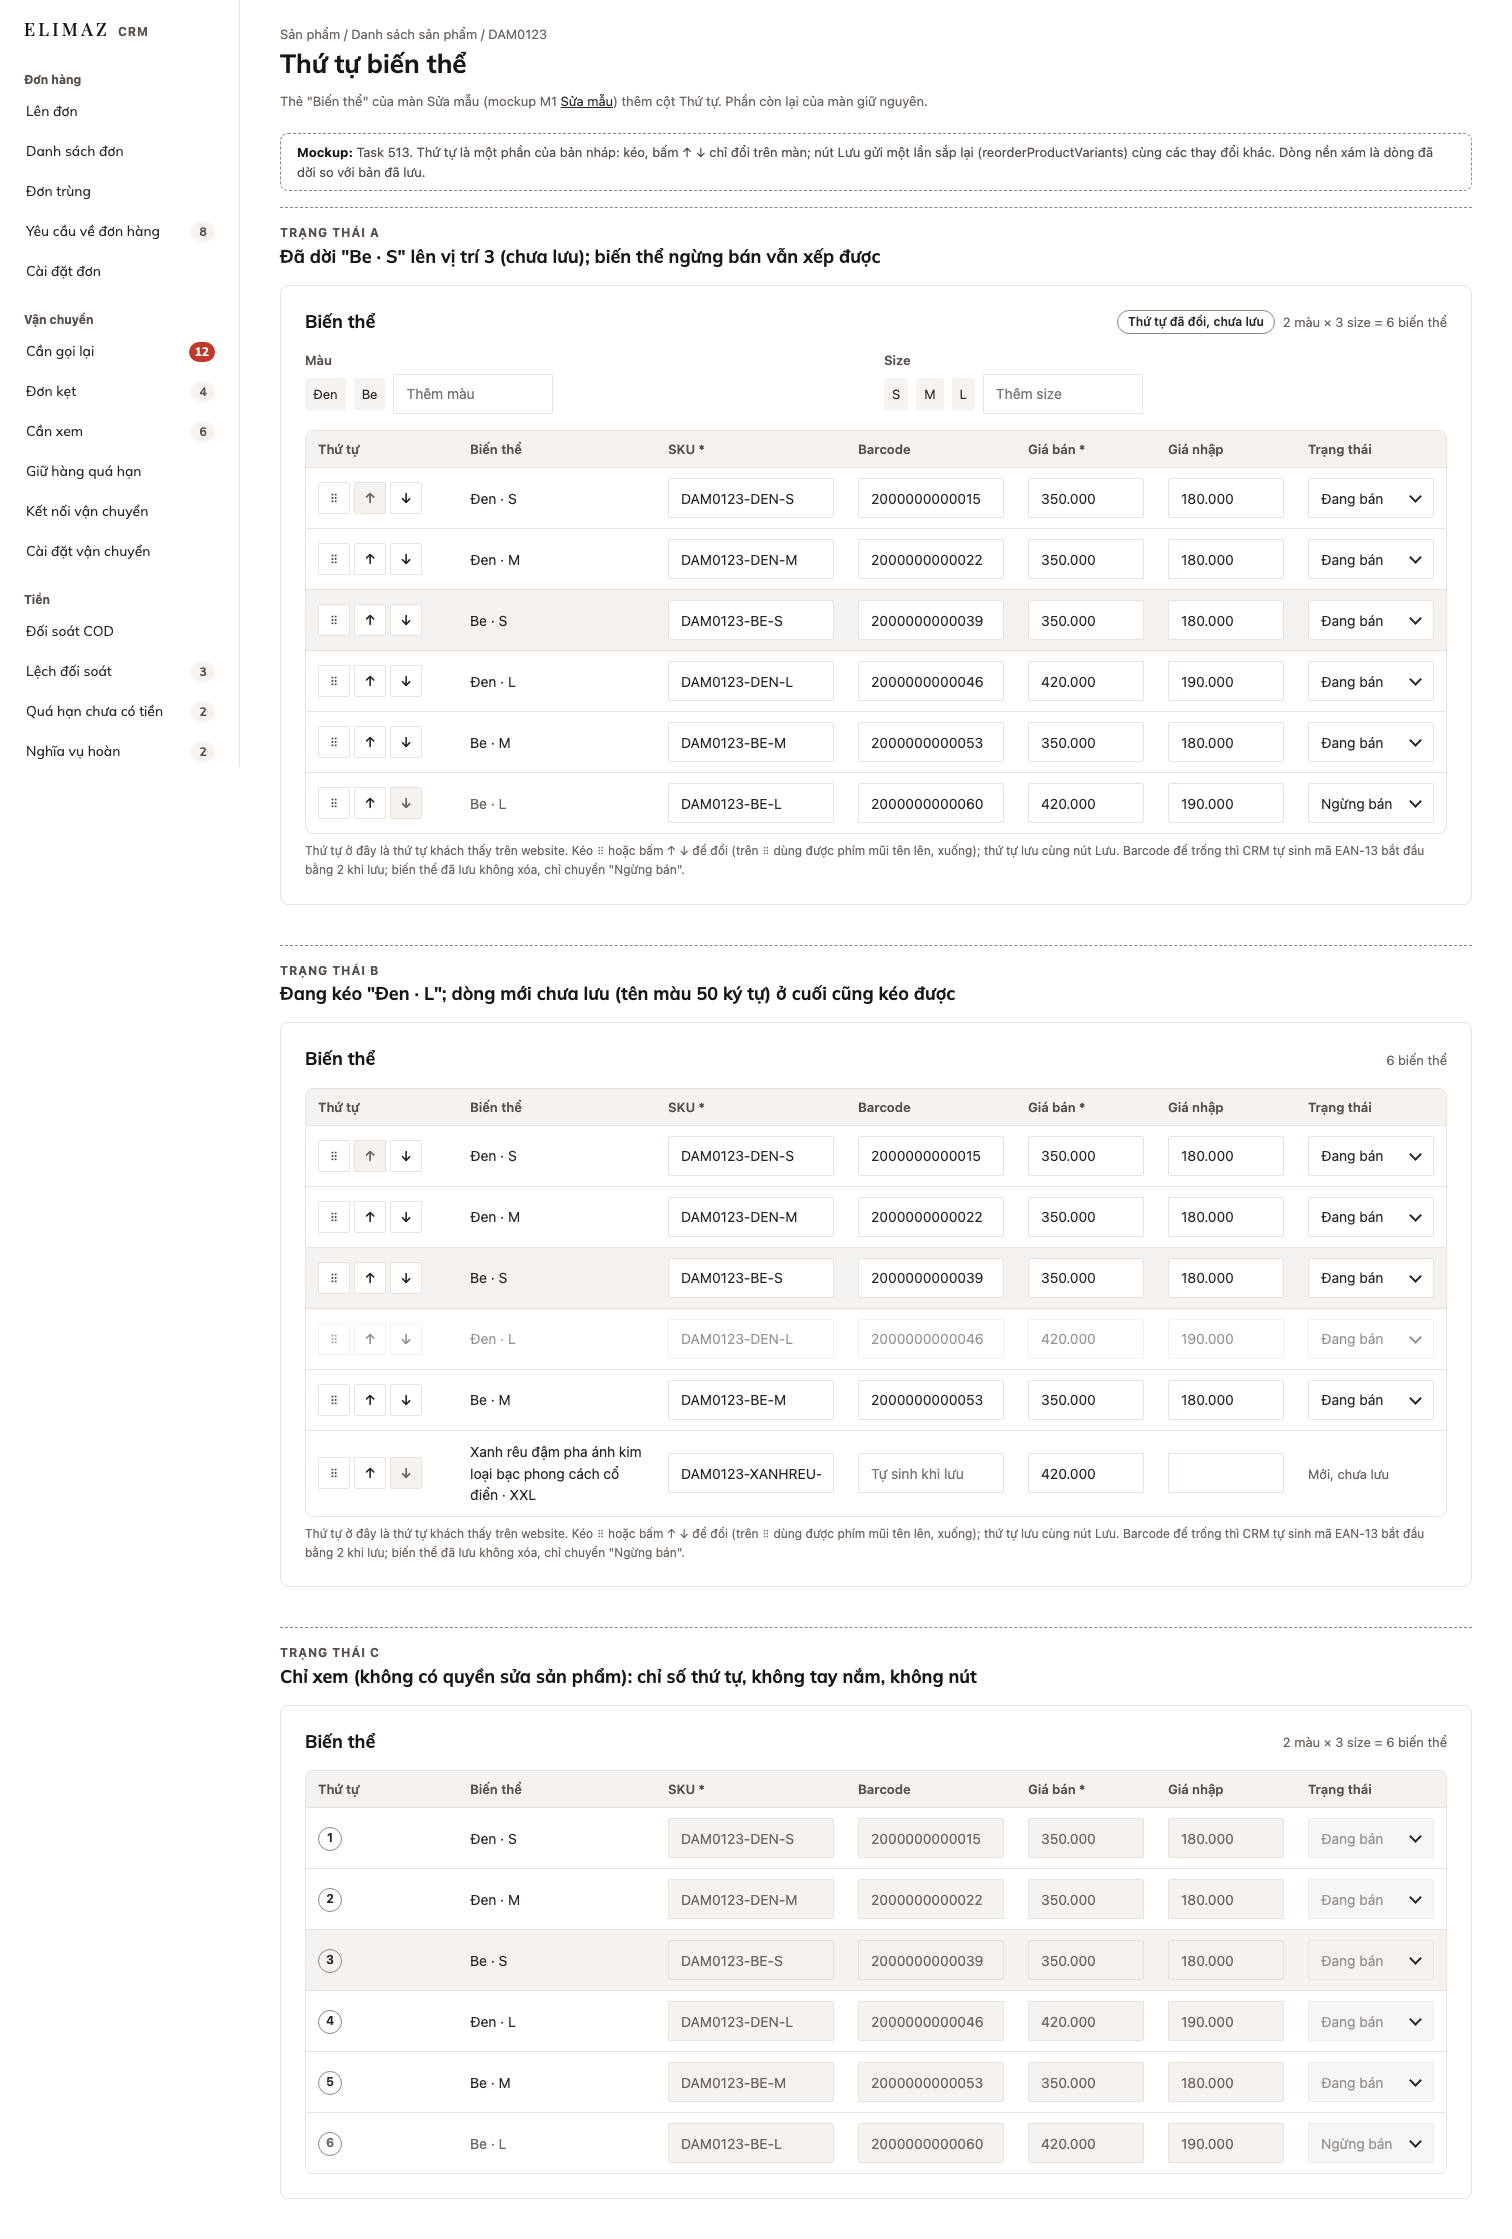 ELIMAZ CRM
Đơn hàng
Lên đơn
Danh sách đơn
Đơn trùng
Yêu cầu về đơn hàng 8
Cài đặt đơn
Vận chuyển
Cần gọi lại 12
Đơn kẹt 4
Cần xem 6
Giữ hàng quá hạn
Kết nối vận chuyển
Cài đặt vận chuyển
Tiền
Đối soát COD
Lệch đối soát 3
Quá hạn chưa có tiền 2
Nghĩa vụ hoàn 2
Sản phẩm / Danh sách sản phẩm / DAM0123
Thứ tự biến thể
Thẻ "Biến thể" của màn Sửa mẫu (mockup M1 Sửa mẫu) thêm cột Thứ tự. Phần còn lại của màn giữ nguyên.
Mockup: Task 513. Thứ tự là một phần của bản nháp: kéo, bấm ↑ ↓ chỉ đổi trên màn; nút Lưu gửi một lần sắp lại (reorderProductVariants) cùng các thay đổi khác. Dòng nền xám là dòng đã
dời so với bản đã lưu.
TRẠNG THÁI A
Đã dời "Be · S" lên vị trí 3 (chưa lưu); biến thể ngừng bán vẫn xếp được
Biến thể
Thứ tự đã đổi, chưa lưu 2 màu × 3 size = 6 biến thể
Màu Size
Đen Be Thêm màu S M L Thêm size
Thứ tự Biến thể SKU * Barcode Giá bán * Giá nhập Trạng thái
⠿ ↑ ↓ Đen · S DAM0123-DEN-S 2000000000015 350.000 180.000 Đang bán
⠿ ↑ ↓ Đen · M DAM0123-DEN-M 2000000000022 350.000 180.000 Đang bán
⠿ ↑ ↓ Be · S DAM0123-BE-S 2000000000039 350.000 180.000 Đang bán
⠿ ↑ ↓ Đen · L DAM0123-DEN-L 2000000000046 420.000 190.000 Đang bán
⠿ ↑ ↓ Be · M DAM0123-BE-M 2000000000053 350.000 180.000 Đang bán
⠿ ↑ ↓ Be · L DAM0123-BE-L 2000000000060 420.000 190.000 Ngừng bán
Thứ tự ở đây là thứ tự khách thấy trên website. Kéo ⠿ hoặc bấm ↑ ↓ để đổi (trên ⠿ dùng được phím mũi tên lên, xuống); thứ tự lưu cùng nút Lưu. Barcode để trống thì CRM tự sinh mã EAN-13 bắt đầu
bằng 2 khi lưu; biến thể đã lưu không xóa, chỉ chuyển "Ngừng bán".
TRẠNG THÁI B
Đang kéo "Đen · L"; dòng mới chưa lưu (tên màu 50 ký tự) ở cuối cũng kéo được
Biến thể
6 biến thể
Thứ tự Biến thể SKU * Barcode Giá bán * Giá nhập Trạng thái
⠿ ↑ ↓ Đen · S DAM0123-DEN-S 2000000000015 350.000 180.000 Đang bán
⠿ ↑ ↓ Đen · M DAM0123-DEN-M 2000000000022 350.000 180.000 Đang bán
⠿ ↑ ↓ Be · S DAM0123-BE-S 2000000000039 350.000 180.000 Đang bán
⠿ ↑ ↓ Đen · L DAM0123-DEN-L 2000000000046 420.000 190.000 Đang bán
⠿ ↑ ↓ Be · M DAM0123-BE-M 2000000000053 350.000 180.000 Đang bán
Xanh rêu đậm pha ánh kim
loại bạc phong cách cổ
điển · XXL
⠿ ↑ ↓ DAM0123-XANHREU- Tự sinh khi lưu 420.000 Mới, chưa lưu
Thứ tự ở đây là thứ tự khách thấy trên website. Kéo ⠿ hoặc bấm ↑ ↓ để đổi (trên ⠿ dùng được phím mũi tên lên, xuống); thứ tự lưu cùng nút Lưu. Barcode để trống thì CRM tự sinh mã EAN-13 bắt đầu
bằng 2 khi lưu; biến thể đã lưu không xóa, chỉ chuyển "Ngừng bán".
TRẠNG THÁI C
Chỉ xem (không có quyền sửa sản phẩm): chỉ số thứ tự, không tay nắm, không nút
Biến thể
2 màu × 3 size = 6 biến thể
Thứ tự Biến thể SKU * Barcode Giá bán * Giá nhập Trạng thái
1 Đen · S DAM0123-DEN-S 2000000000015 350.000 180.000 Đang bán
2 Đen · M DAM0123-DEN-M 2000000000022 350.000 180.000 Đang bán
3 Be · S DAM0123-BE-S 2000000000039 350.000 180.000 Đang bán
4 Đen · L DAM0123-DEN-L 2000000000046 420.000 190.000 Đang bán
5 Be · M DAM0123-BE-M 2000000000053 350.000 180.000 Đang bán
6 Be · L DAM0123-BE-L 2000000000060 420.000 190.000 Ngừng bán